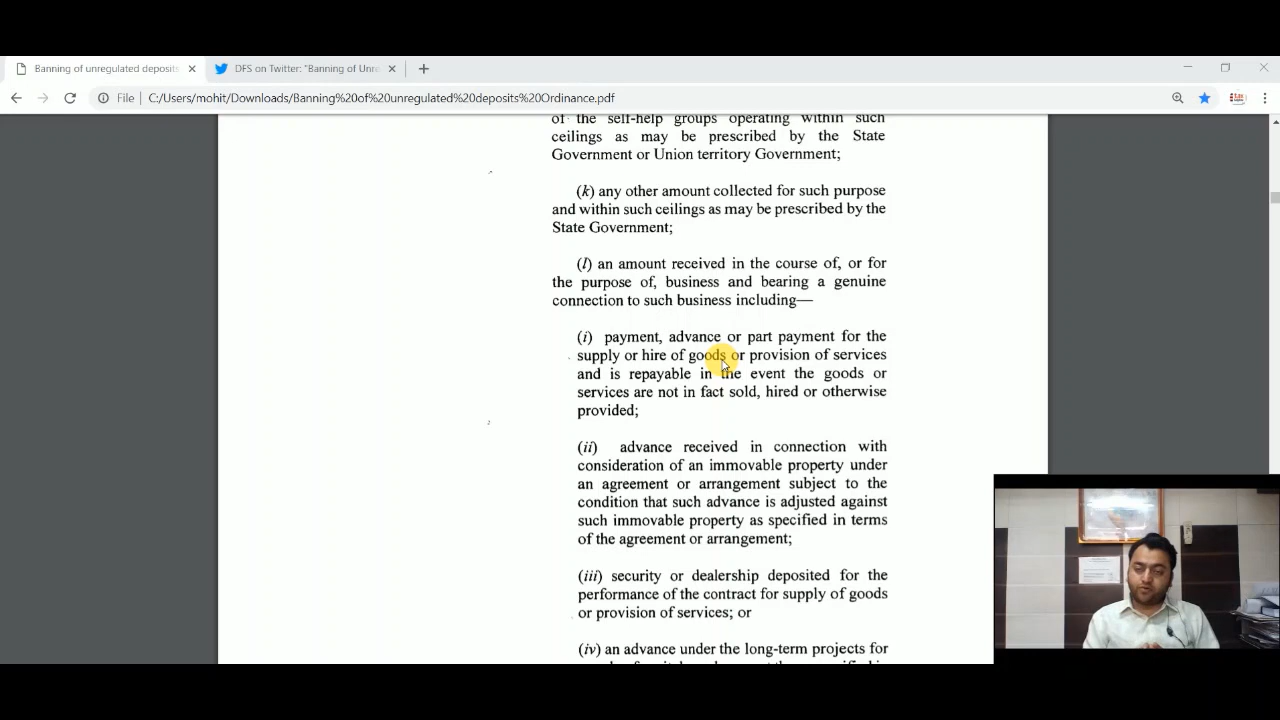 Banning of unregulated deposits
DFS on Twitter: "Banning of Unre
File
C:/Users/mohit/Downloads/Banning%20of%20unregulated%20deposits%20Ordinance.pdf
of the self-help groups operating within such
ceilings as may be prescribed by the State
Government or Union territory Government;
(k) any other amount collected for such purpose
and within such ceilings as may be prescribed by the
State Government;
(l) an amount received in the course of, or for
the purpose of, business and bearing a genuine
connection to such business including—
(i) payment, advance or part payment for the
supply or hire of goods or provision of services
and is repayable in the event the goods or
services are not in fact sold, hired or otherwise
provided;
(ii) advance received in connection with
consideration of an immovable property under
an agreement or arrangement subject to the
condition that such advance is adjusted against
such immovable property as specified in terms
of the agreement or arrangement;
(iii) security or dealership deposited for the
performance of the contract for supply of goods
or provision of services; or
(iv) an advance under the long-term projects for